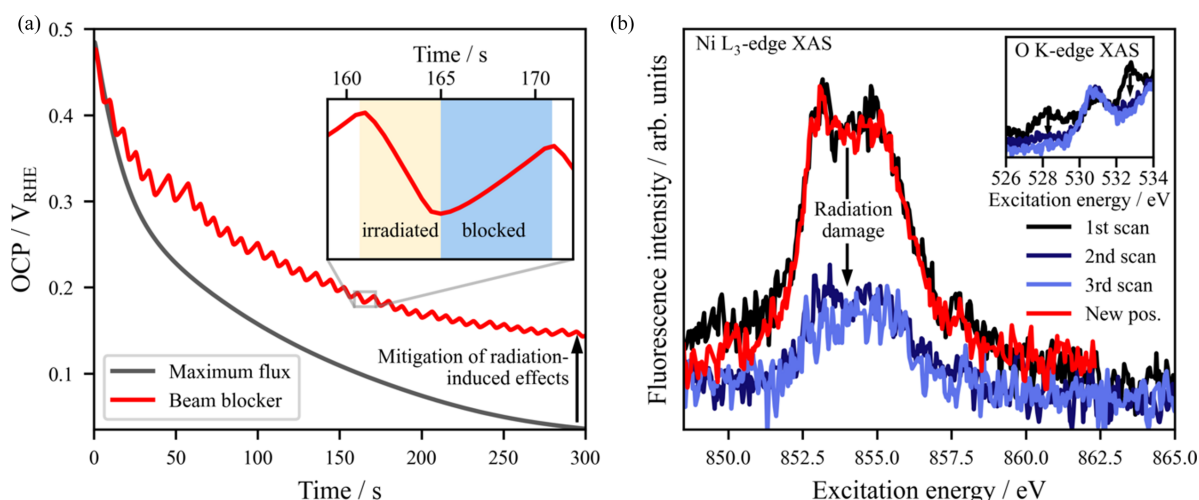 (a)
0.5
0.4
0.3
0.2
0.1
OCP / V_RHE
0 50 100 150 200 250 300
Time / s
Time / s
160 165 170
irradiated blocked
Maximum flux
Beam blocker
Mitigation of radiation-
induced effects
(b)
Ni L₃-edge XAS
Fluorescence intensity / arb. units
Radiation
damage
O K-edge XAS
526 528 530 532 534
Excitation energy / eV
1st scan
2nd scan
3rd scan
New pos.
850.0 852.5 855.0 857.5 860.0 862.5 865.0
Excitation energy / eV